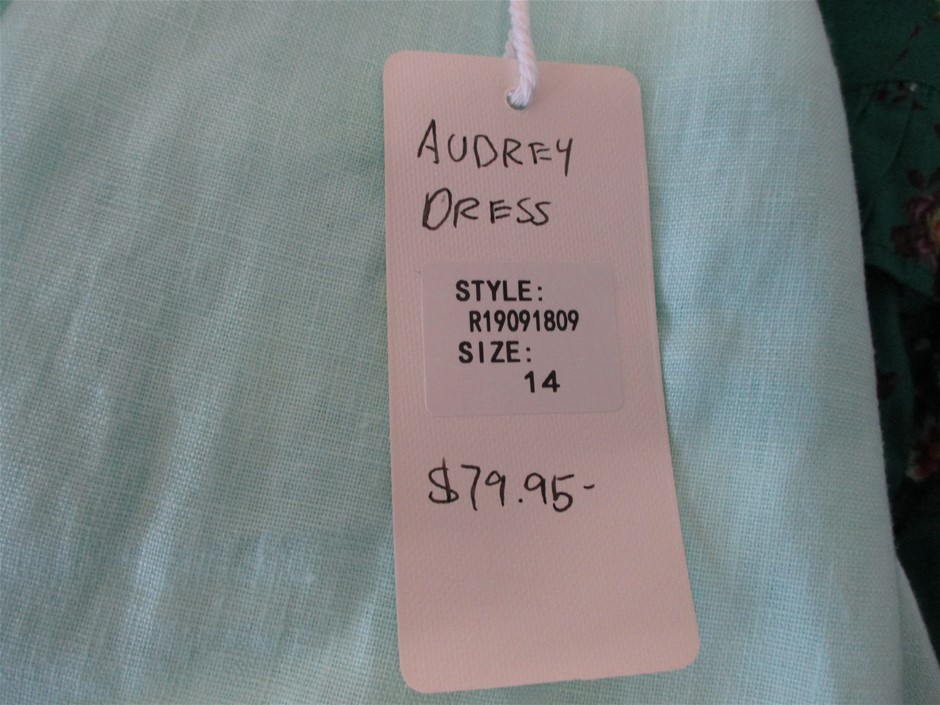 AUDREY
DRESS
STYLE:
R19091809
SIZE:
14
$79.95-